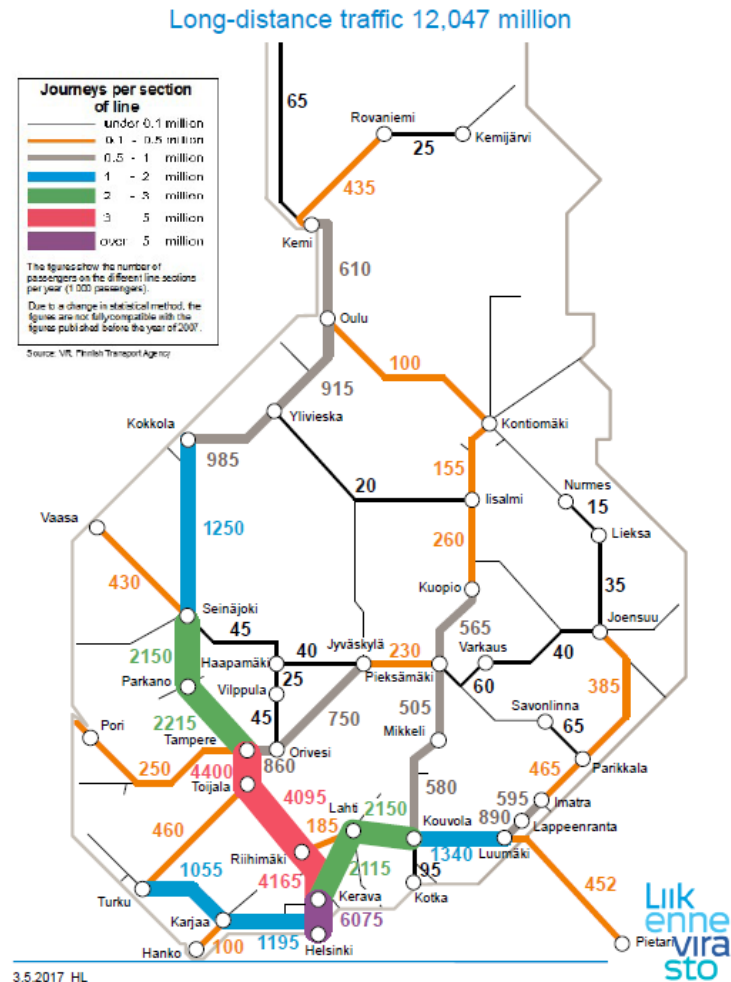 Long-distance traffic 12,047 million
Journeys per section
of line
under 0.1 million
0.1 - 0.5 million
0.5 - 1 million
1 - 2 million
2 - 3 million
3 5 million
over 5 million
The figures show the number of
passengers on the different line sections
per year (1 000 passengers).
Due to a change in statistical method, the
figures are not fully compatible with the
figures published before the year of 2007.
Source: VR, Finnish Transport Agency
65
Rovaniemi
25
Kemijärvi
435
Kemi
610
Oulu
100
915
Kokkola
Ylivieska
Kontiomäki
985
155
20
Iisalmi
Nurmes
15
Vaasa
1250
260
Lieksa
430
Kuopio
35
Seinäjoki
45
565
Joensuu
2150
Haapamäki
40
Jyväskylä
230
Varkaus
40
Parkano
25
Pieksämäki
60
385
Vilppula
Savonlinna
2215
45
750
505
65
Pori
Mikkeli
Tampere
860
Orivesi
250
4400
580
465
Parikkala
Toijala
4095
Lahti
2150
595
Imatra
460
185
Kouvola
890
Lappeenranta
Riihimäki
2115
1340
Luumäki
1055
4165
95
452
Turku
Kerava
Kotka
Karjaa
6075
Hanko
100
1195
Helsinki
Pietari
Liik
enne
vira
sto
3.5.2017 HL